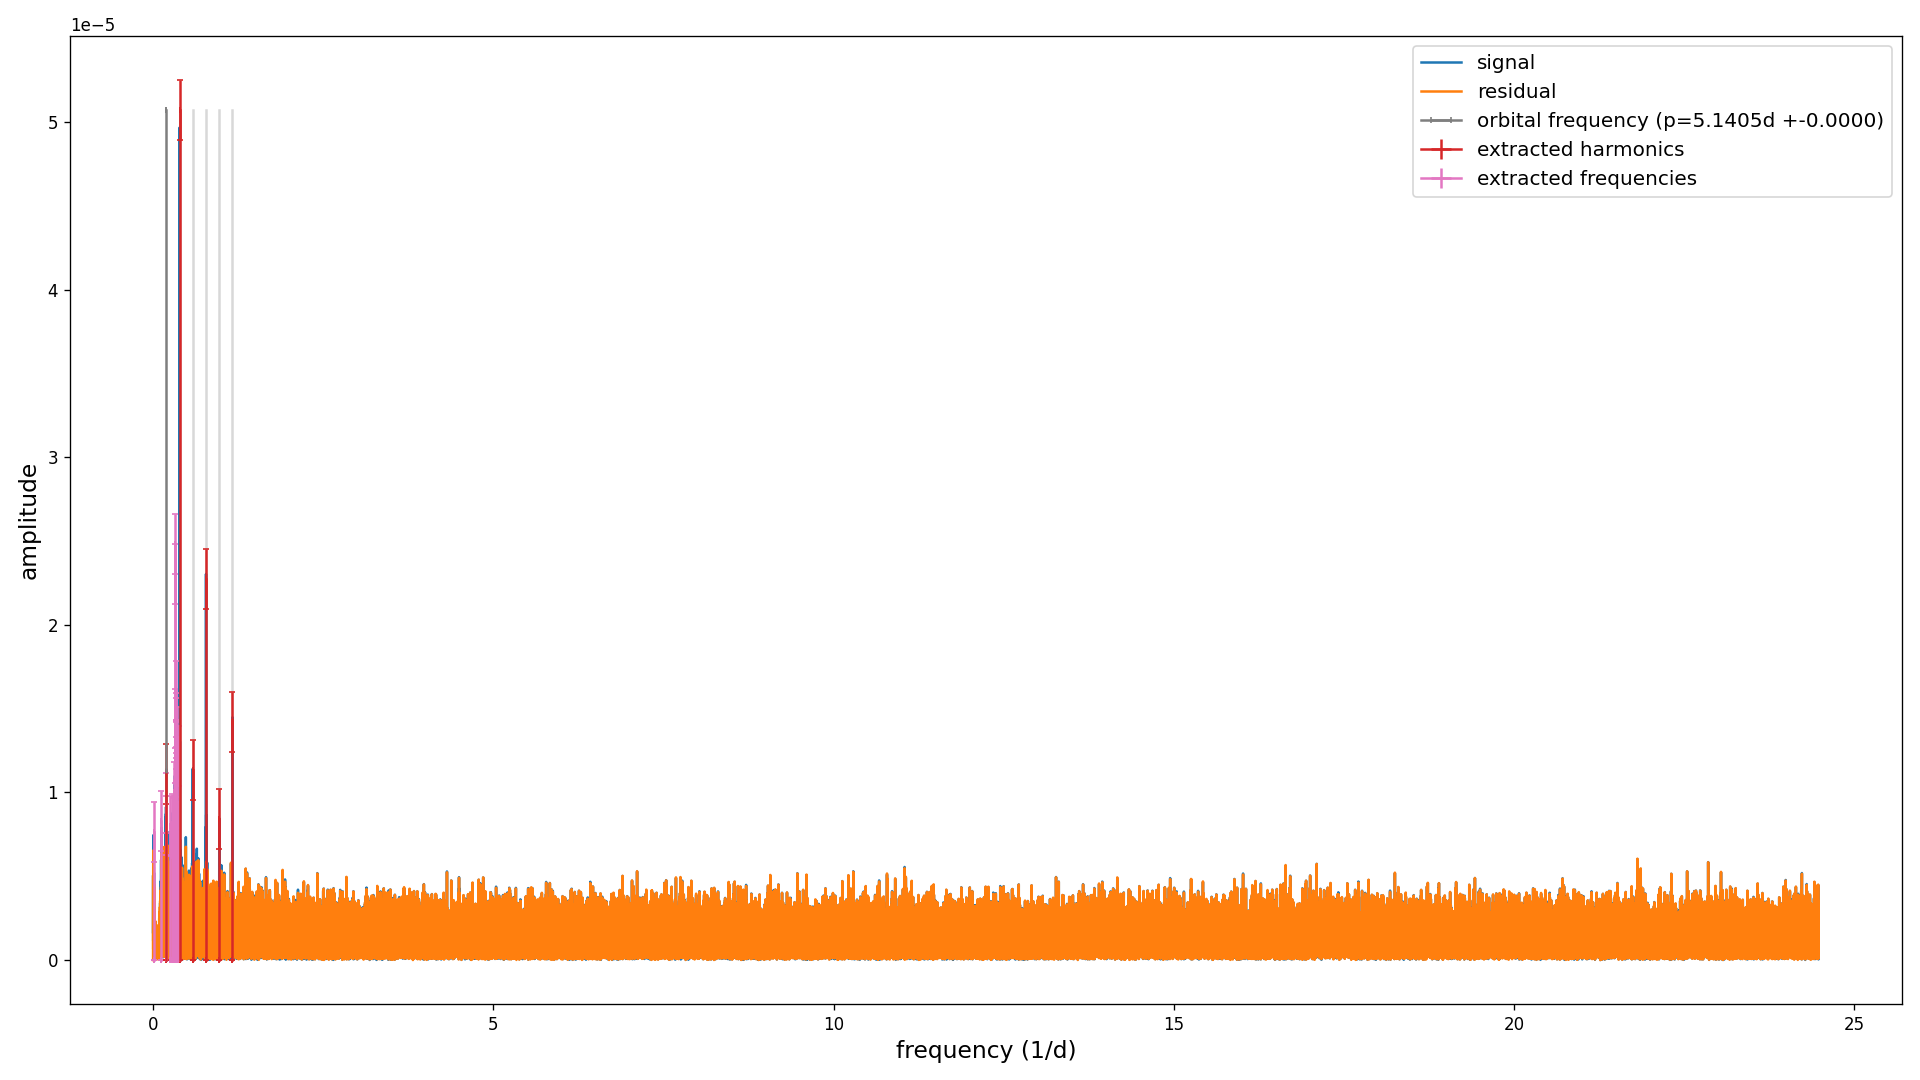 1e−5
signal
residual
orbital frequency (p=5.1405d +-0.0000)
extracted harmonics
extracted frequencies
5
4
3
2
1
0
amplitude
0 5 10 15 20 25
frequency (1/d)